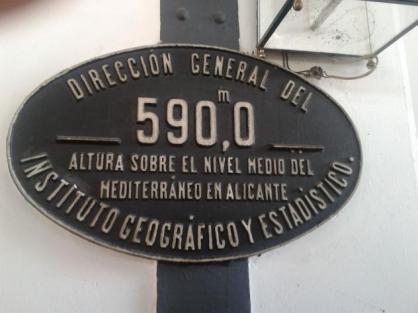 DIRECCIÓN GENERAL DEL
590,0 m
ALTURA SOBRE EL NIVEL MEDIO DEL
MEDITERRÁNEO EN ALICANTE
INSTITUTO GEOGRÁFICO Y ESTADÍSTICO.